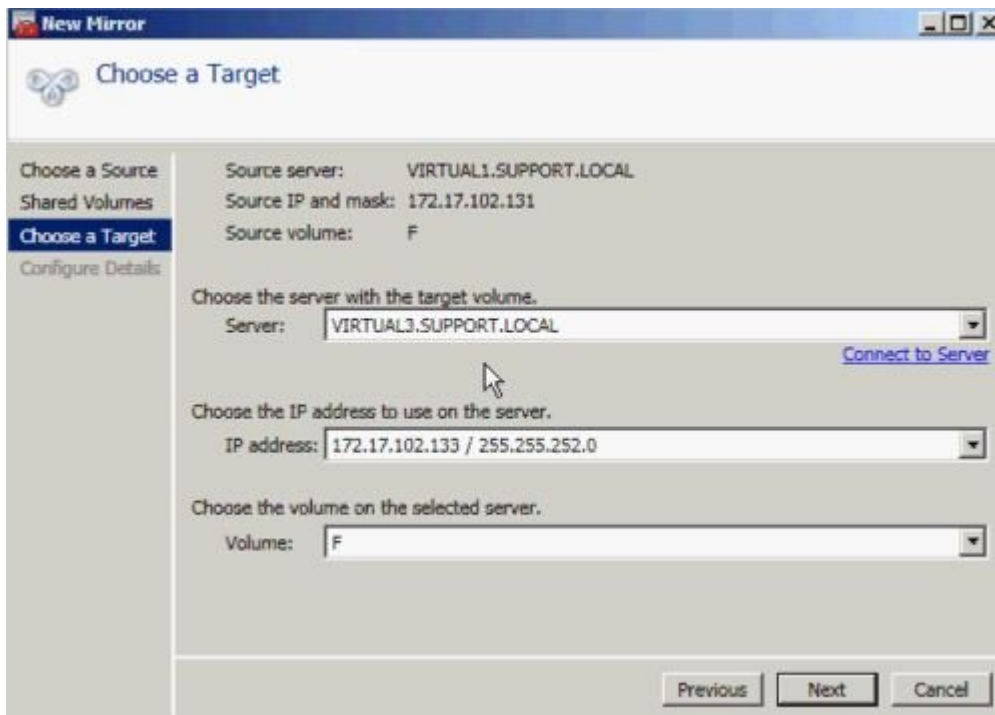 New Mirror
Choose a Target
Choose a Source
Shared Volumes
Choose a Target
Configure Details
Source server: VIRTUAL1.SUPPORT.LOCAL
Source IP and mask: 172.17.102.131
Source volume: F
Choose the server with the target volume.
Server: VIRTUAL3.SUPPORT.LOCAL
Connect to Server
Choose the IP address to use on the server.
IP address: 172.17.102.133 / 255.255.252.0
Choose the volume on the selected server.
Volume: F
Previous Next Cancel